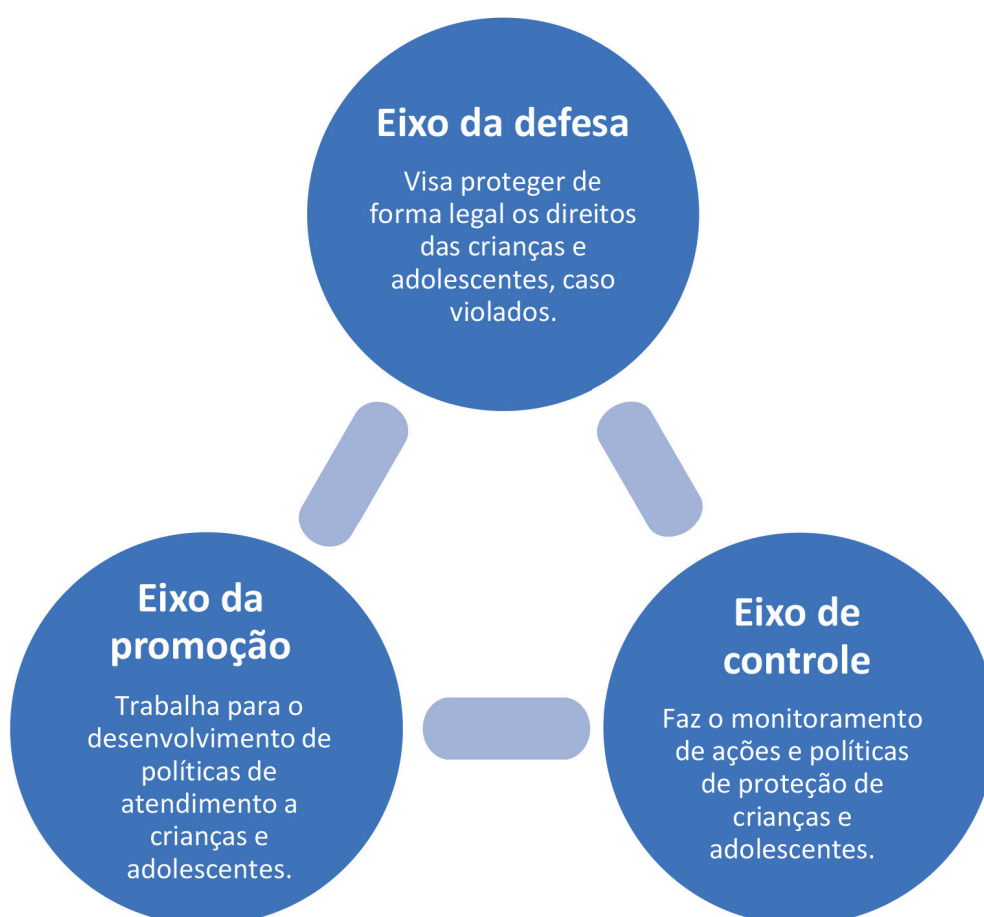 Eixo da defesa
Visa proteger de
forma legal os direitos
das crianças e
adolescentes, caso
violados.
Eixo da
promoção
Trabalha para o
desenvolvimento de
políticas de
atendimento a
crianças e
adolescentes.
Eixo de
controle
Faz o monitoramento
de ações e políticas
de proteção de
crianças e
adolescentes.